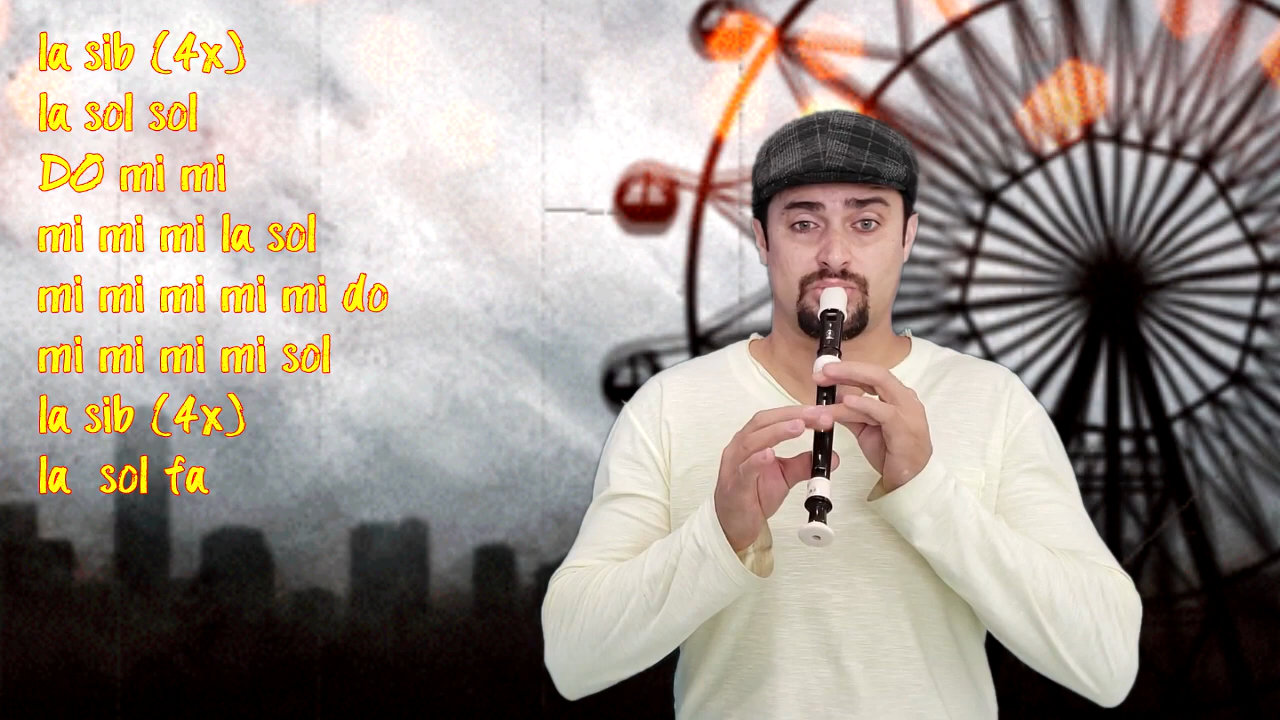 la sib (4x)
la sol sol
DO mi mi
mi mi mi la sol
mi mi mi mi mi do
mi mi mi mi sol
la sib (4x)
la sol fa